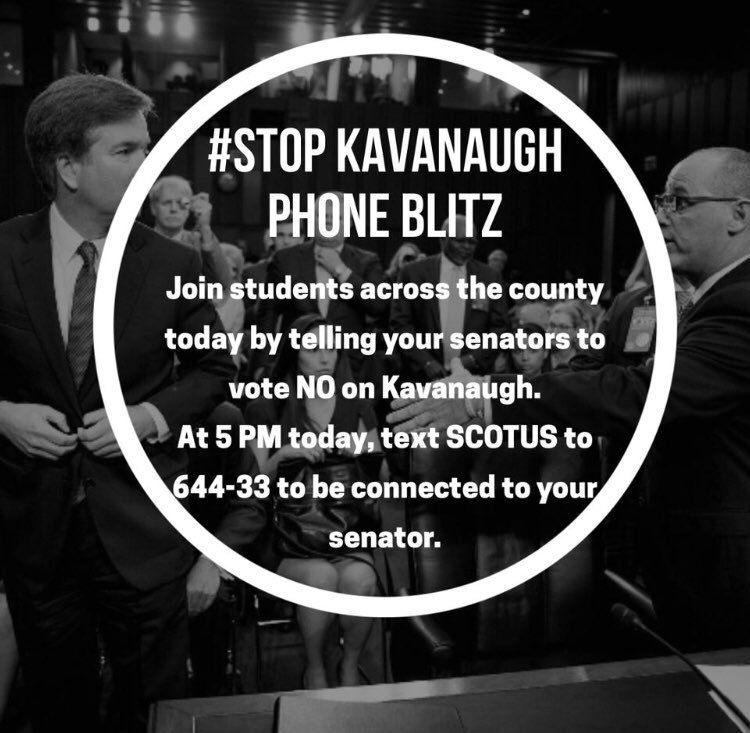 #STOP KAVANAUGH
PHONE BLITZ
Join students across the county
today by telling your senators to
vote NO on Kavanaugh.
At 5 PM today, text SCOTUS to
644-33 to be connected to your
senator.